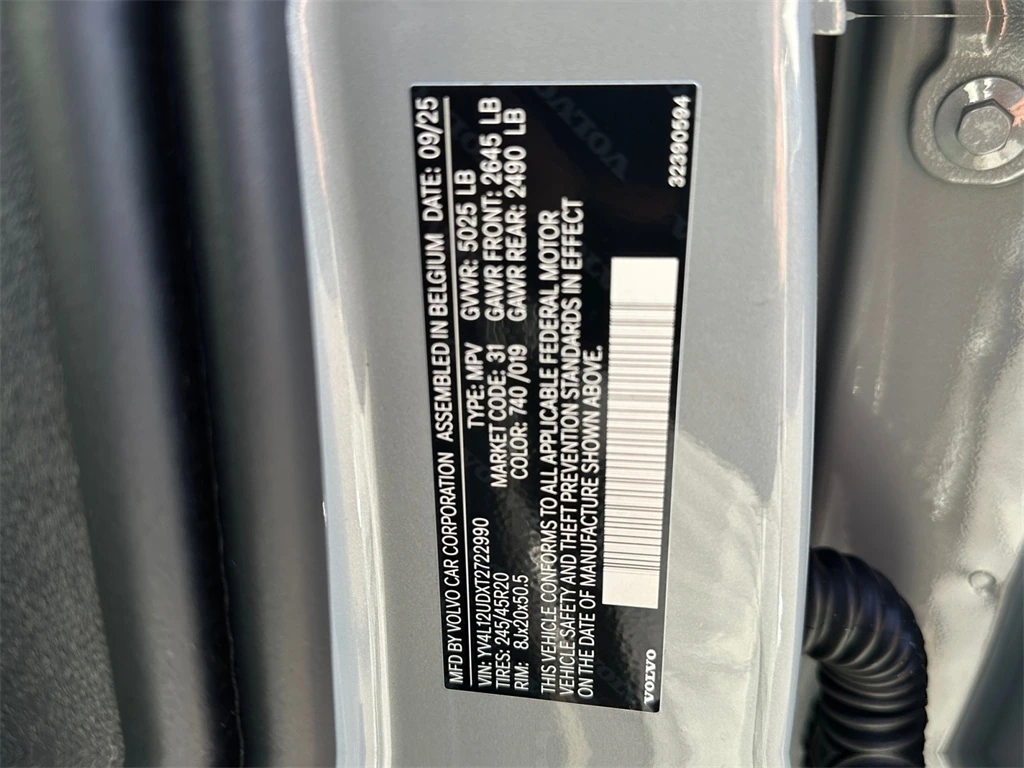 MFD BY VOLVO CAR CORPORATION ASSEMBLED IN BELGIUM DATE: 09/25
VIN: YV4L12UDXT2722990 TYPE: MPV GVWR: 5025 LB
TIRES: 245/45R20 MARKET CODE: 31 GAWR FRONT: 2645 LB
RIM: 8Jx20x50.5 COLOR: 740 /019 GAWR REAR: 2490 LB
THIS VEHICLE CONFORMS TO ALL APPLICABLE FEDERAL MOTOR
VEHICLE SAFETY AND THEFT PREVENTION STANDARDS IN EFFECT
ON THE DATE OF MANUFACTURE SHOWN ABOVE.
VOLVO 32390594
VOLVO